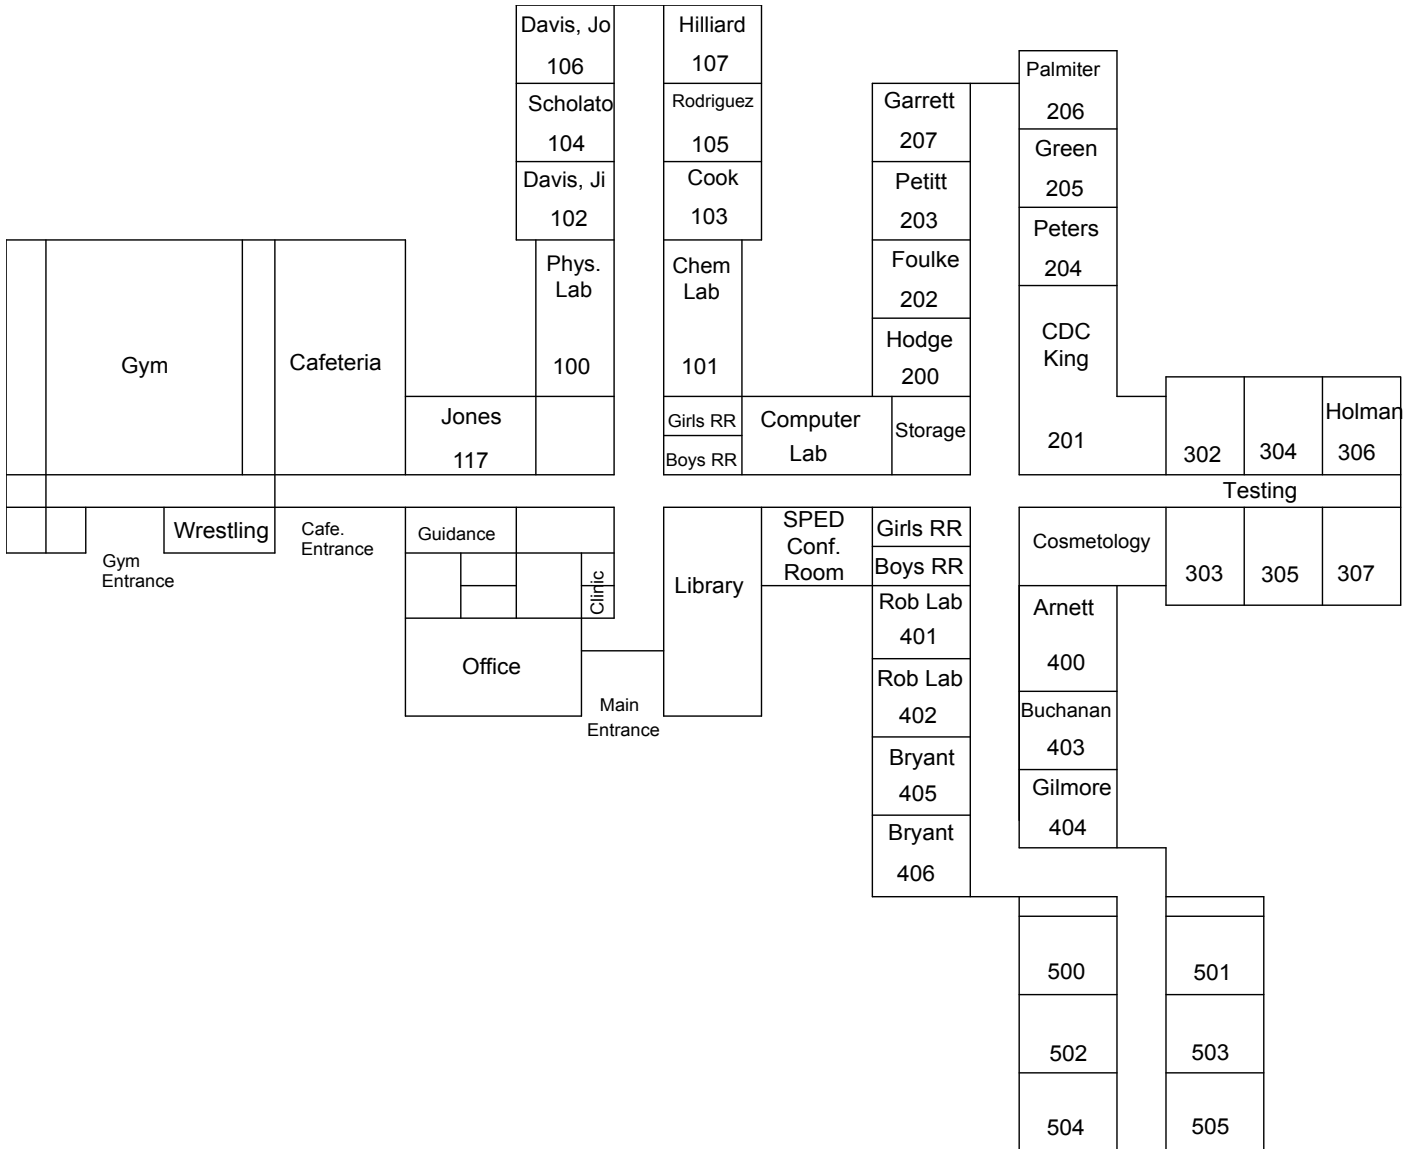 Davis, Jo
106
Hilliard
107
Scholato
104
Rodriguez
105
Davis, Ji
102
Cook
103
Garrett
207
Palmiter
206
Petitt
203
Green
205
Foulke
202
Peters
204
Phys.
Lab
100
Chem
Lab
101
Hodge
200
CDC
King
201
Gym
Cafeteria
Jones
117
Girls RR
Boys RR
Computer
Lab
Storage
302
304
Holman
306
Testing
Wrestling
Gym
Entrance
Cafe.
Entrance
Guidance
Clinic
Office
Main
Entrance
Library
SPED
Conf.
Room
Girls RR
Boys RR
Cosmetology
303
305
307
Rob Lab
401
Arnett
400
Rob Lab
402
Buchanan
403
Bryant
405
Gilmore
404
Bryant
406
500
501
502
503
504
505